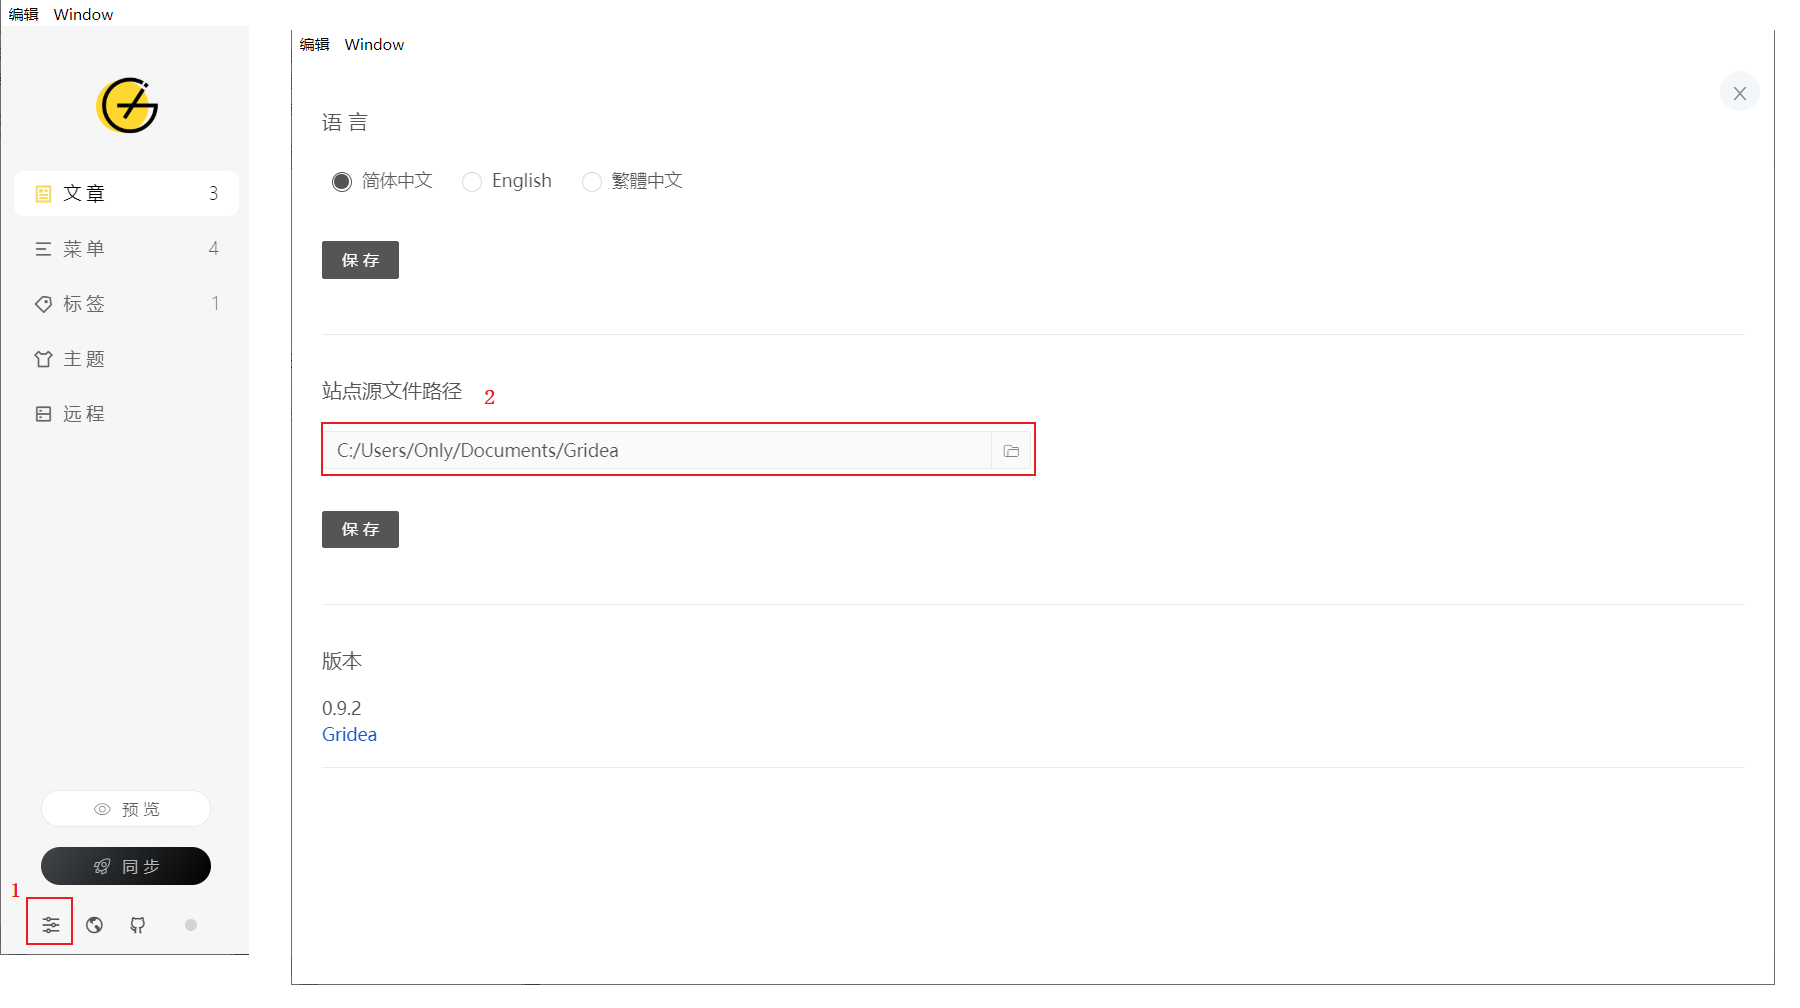 编辑 Window
文章 3
菜单 4
标签 1
主题
远程
预览
同步
1
编辑 Window
语言
简体中文 English 繁體中文
保存
站点源文件路径 2
C:/Users/Only/Documents/Gridea
保存
版本
0.9.2
Gridea